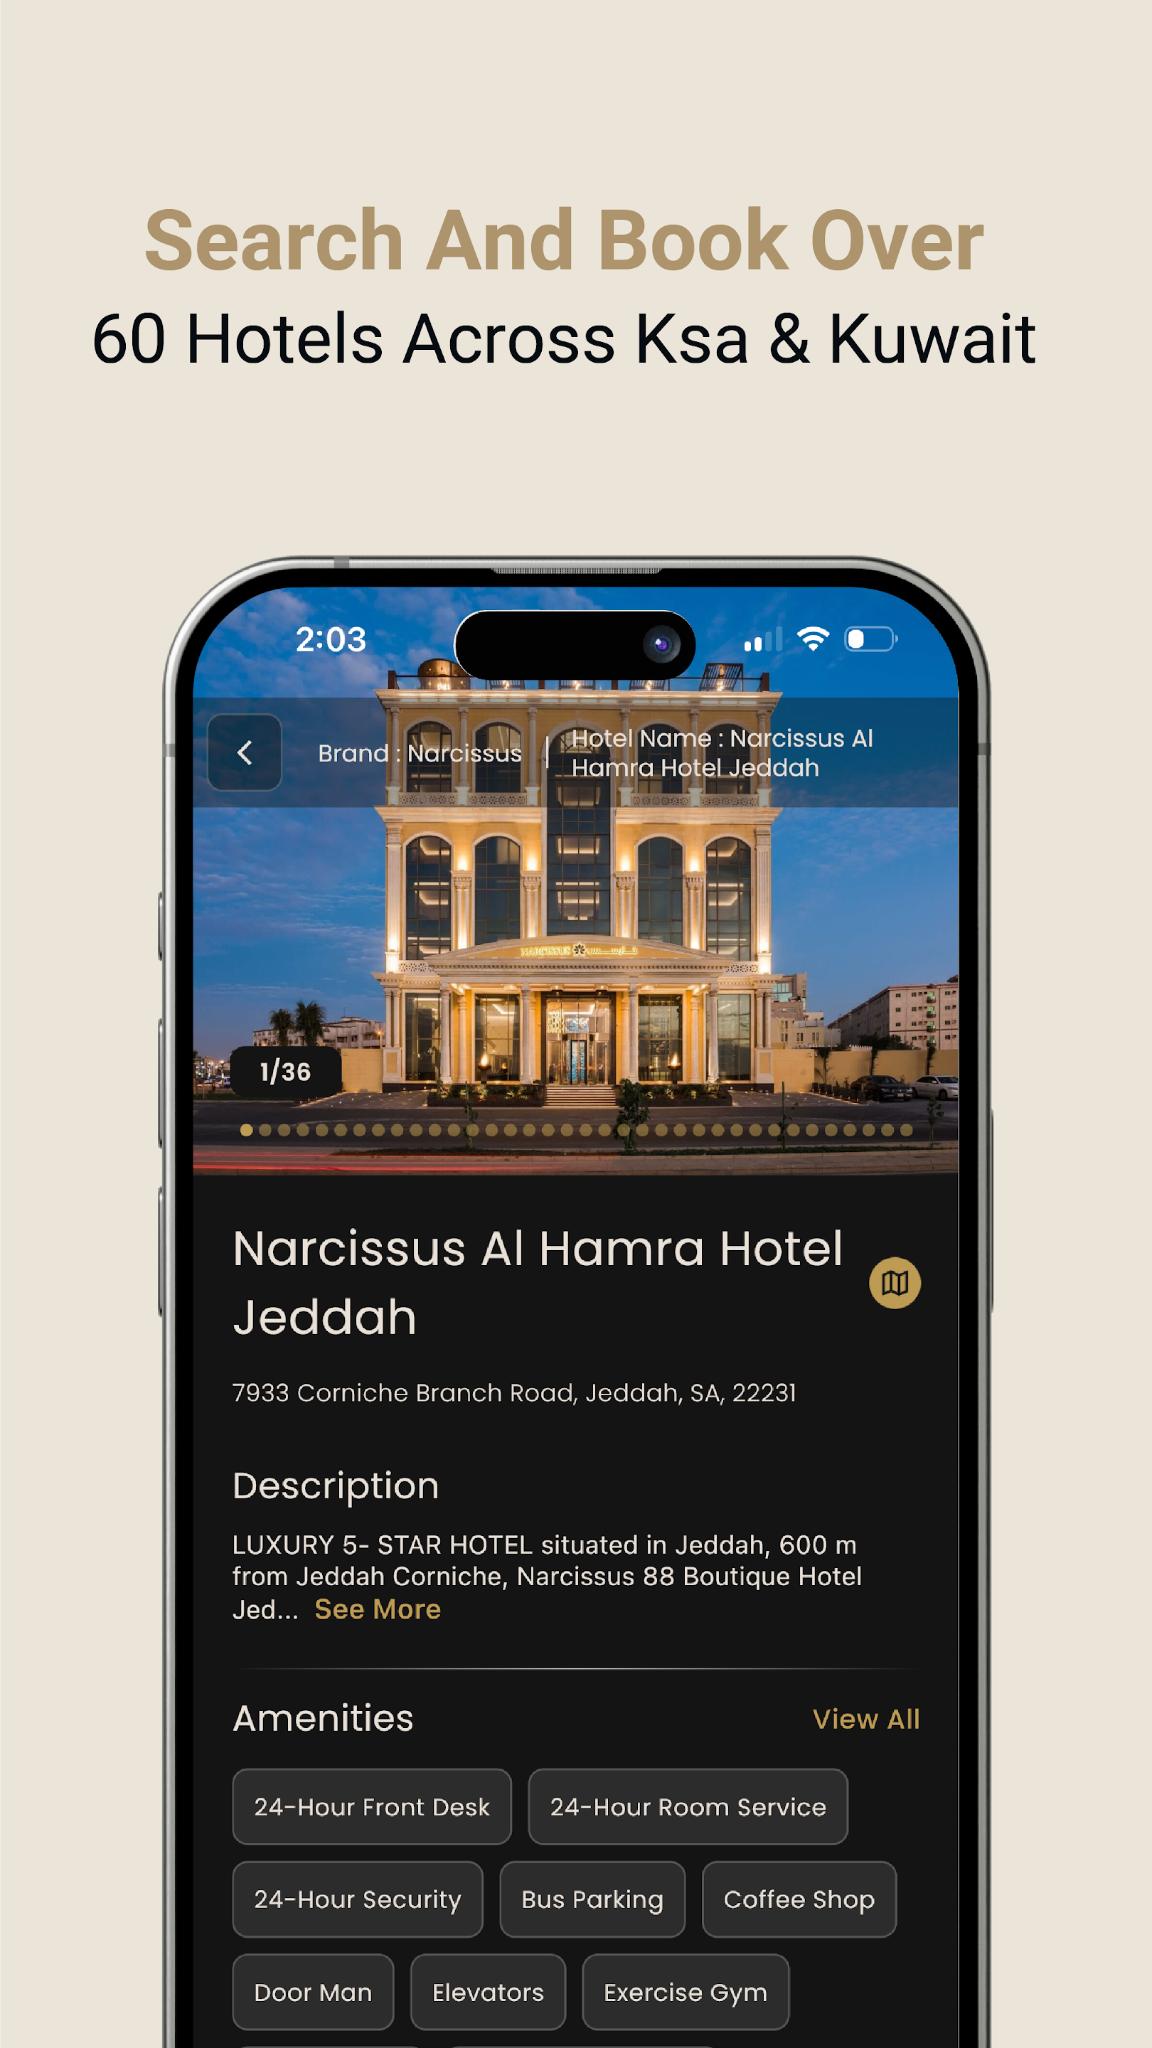 Search And Book Over
60 Hotels Across Ksa & Kuwait
2:03
Brand : Narcissus
Hotel Name : Narcissus Al
Hamra Hotel Jeddah
NARCISSUS
1/36
Narcissus Al Hamra Hotel
Jeddah
7933 Corniche Branch Road, Jeddah, SA, 22231
Description
LUXURY 5- STAR HOTEL situated in Jeddah, 600 m
from Jeddah Corniche, Narcissus 88 Boutique Hotel
Jed... See More
Amenities
View All
24-Hour Front Desk
24-Hour Room Service
24-Hour Security
Bus Parking
Coffee Shop
Door Man
Elevators
Exercise Gym